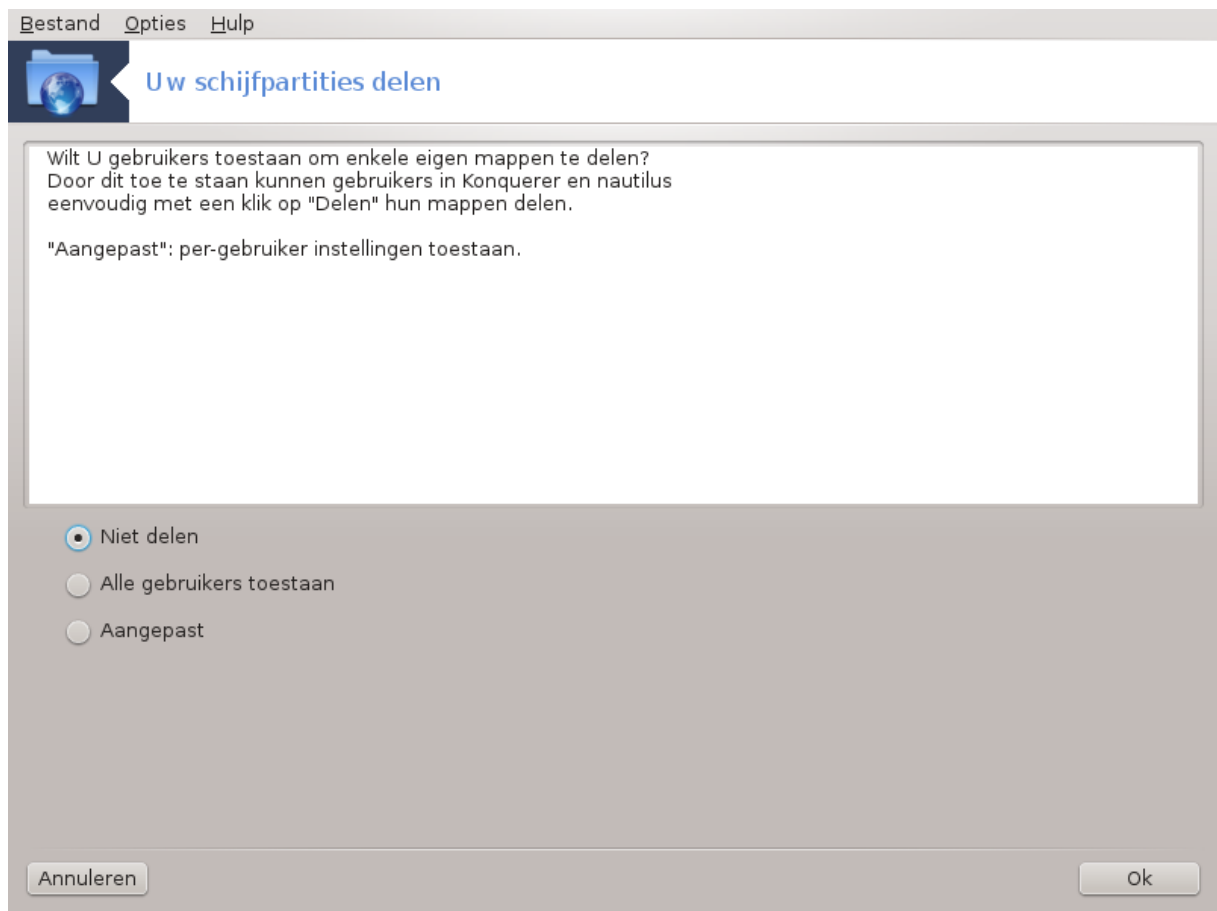 Bestand Opties Hulp
Uw schijfpartities delen
Wilt U gebruikers toestaan om enkele eigen mappen te delen?
Door dit toe te staan kunnen gebruikers in Konquerer en nautilus
eenvoudig met een klik op "Delen" hun mappen delen.
"Aangepast": per-gebruiker instellingen toestaan.
Niet delen
Alle gebruikers toestaan
Aangepast
Annuleren Ok